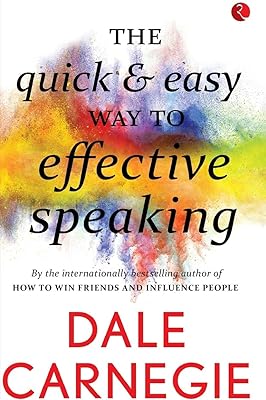 R
THE
quick & easy
WAY TO
effective
speaking
By the internationally bestselling author of
HOW TO WIN FRIENDS AND INFLUENCE PEOPLE
DALE
CARNEGIE